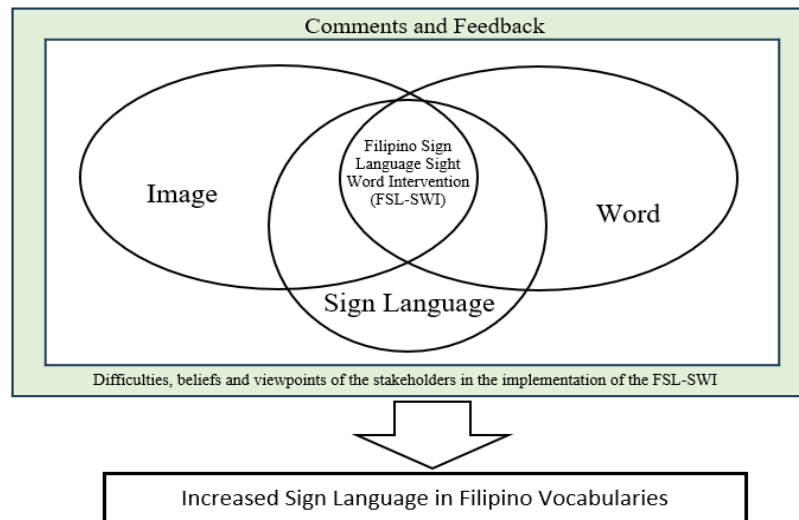 Comments and Feedback
Filipino Sign
Language Sight
Word Intervention
(FSL-SWI)
Image
Word
Sign Language
Difficulties, beliefs and viewpoints of the stakeholders in the implementation of the FSL-SWI
Increased Sign Language in Filipino Vocabularies